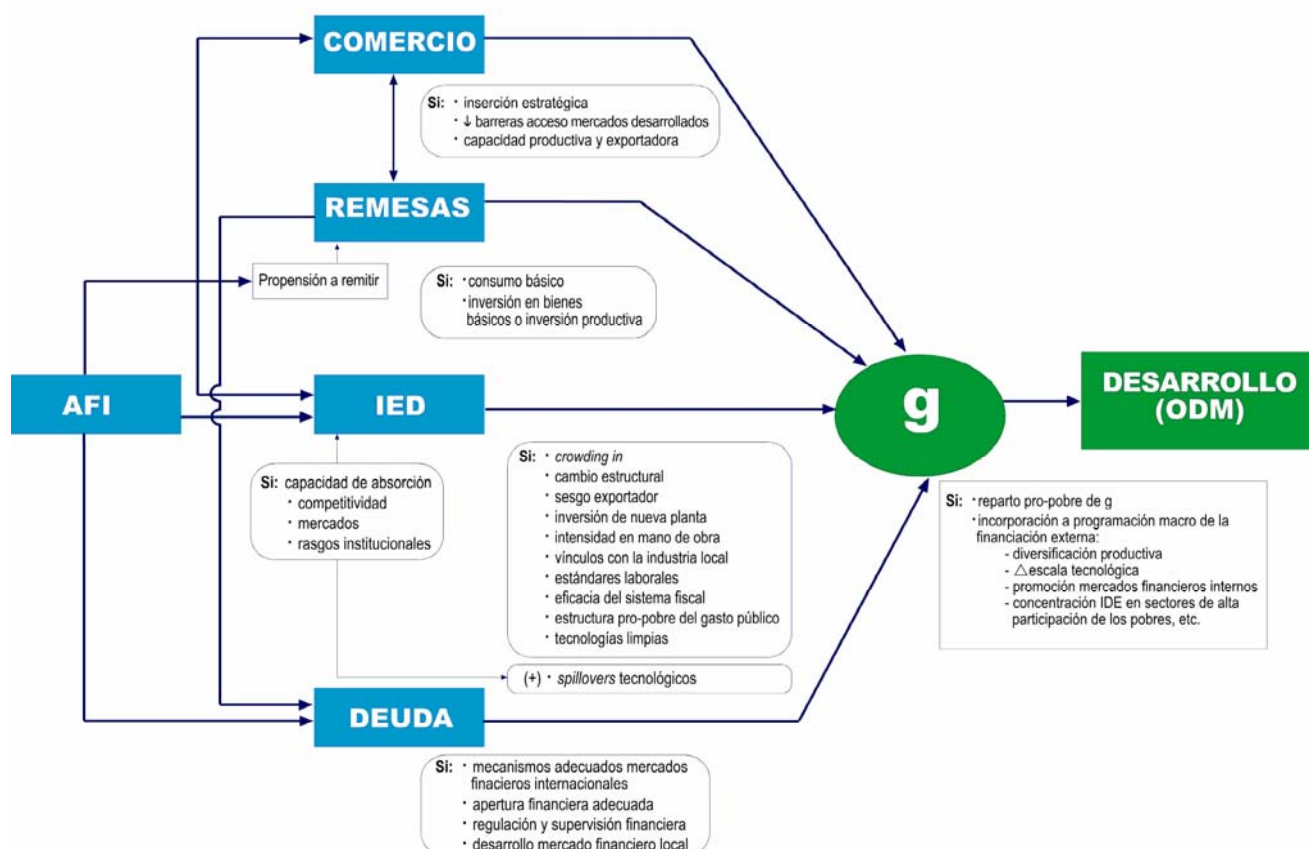 COMERCIO
Si: · inserción estratégica
· ↓ barreras acceso mercados desarrollados
· capacidad productiva y exportadora
REMESAS
Propensión a remitir
Si: · consumo básico
· inversión en bienes
básicos o inversión productiva
AFI
IED
g
DESARROLLO
(ODM)
Si: capacidad de absorción
· competitividad
· mercados
· rasgos institucionales
Si: · crowding in
· cambio estructural
· sesgo exportador
· inversión de nueva planta
· intensidad en mano de obra
· vínculos con la industria local
· estándares laborales
· eficacia del sistema fiscal
· estructura pro-pobre del gasto público
· tecnologías limpias
(+) · spillovers tecnológicos
Si: · reparto pro-pobre de g
· incorporación a programación macro de la
financiación externa:
- diversificación productiva
- △escala tecnológica
- promoción mercados financieros internos
- concentración IDE en sectores de alta
participación de los pobres, etc.
DEUDA
Si: · mecanismos adecuados mercados
finacieros internacionales
· apertura financiera adecuada
· regulación y supervisión financiera
· desarrollo mercado financiero local